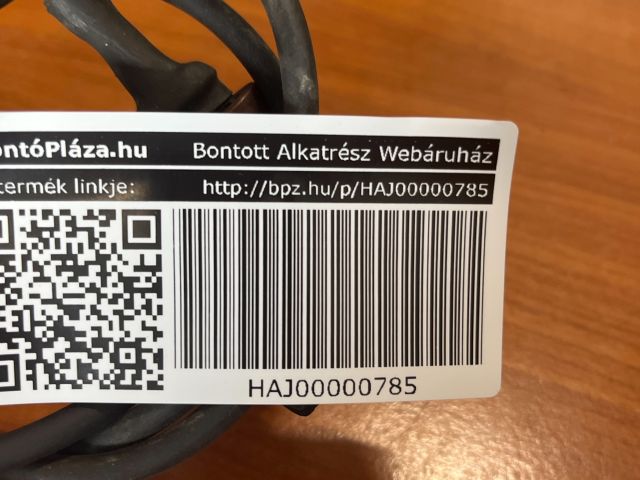 ontóPláza.hu Bontott Alkatrész Webáruház
termék linkje: http://bpz.hu/p/HAJ00000785
HAJ00000785